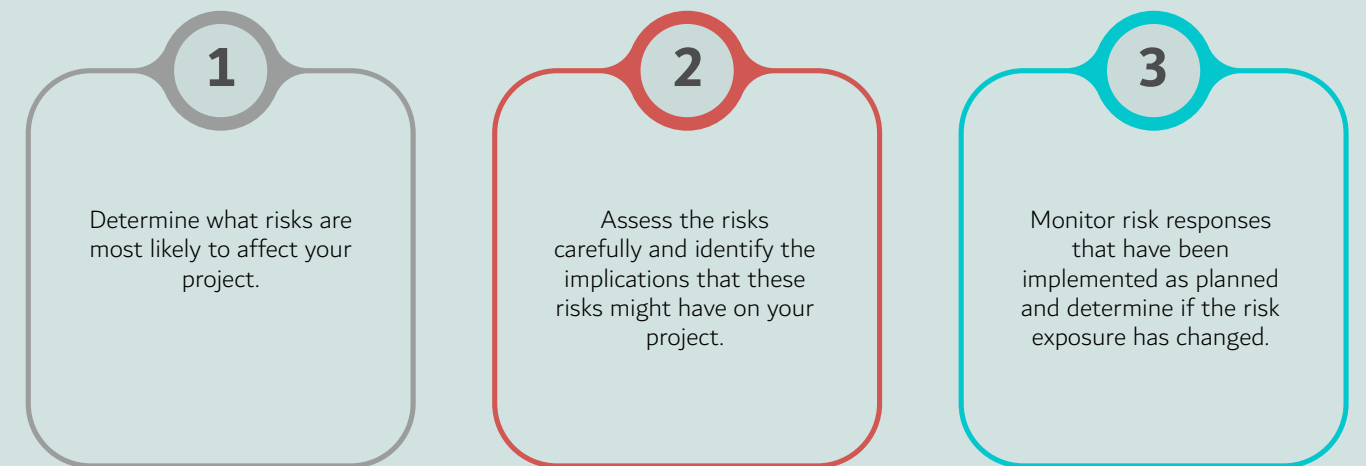 1
Determine what risks are
most likely to affect your
project.
2
Assess the risks
carefully and identify the
implications that these
risks might have on your
project.
3
Monitor risk responses
that have been
implemented as planned
and determine if the risk
exposure has changed.